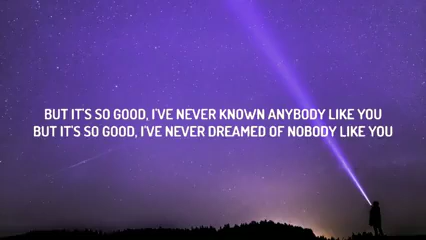 BUT IT'S SO GOOD, I'VE NEVER KNOWN ANYBODY LIKE YOU
BUT IT'S SO GOOD, I'VE NEVER DREAMED OF NOBODY LIKE YOU